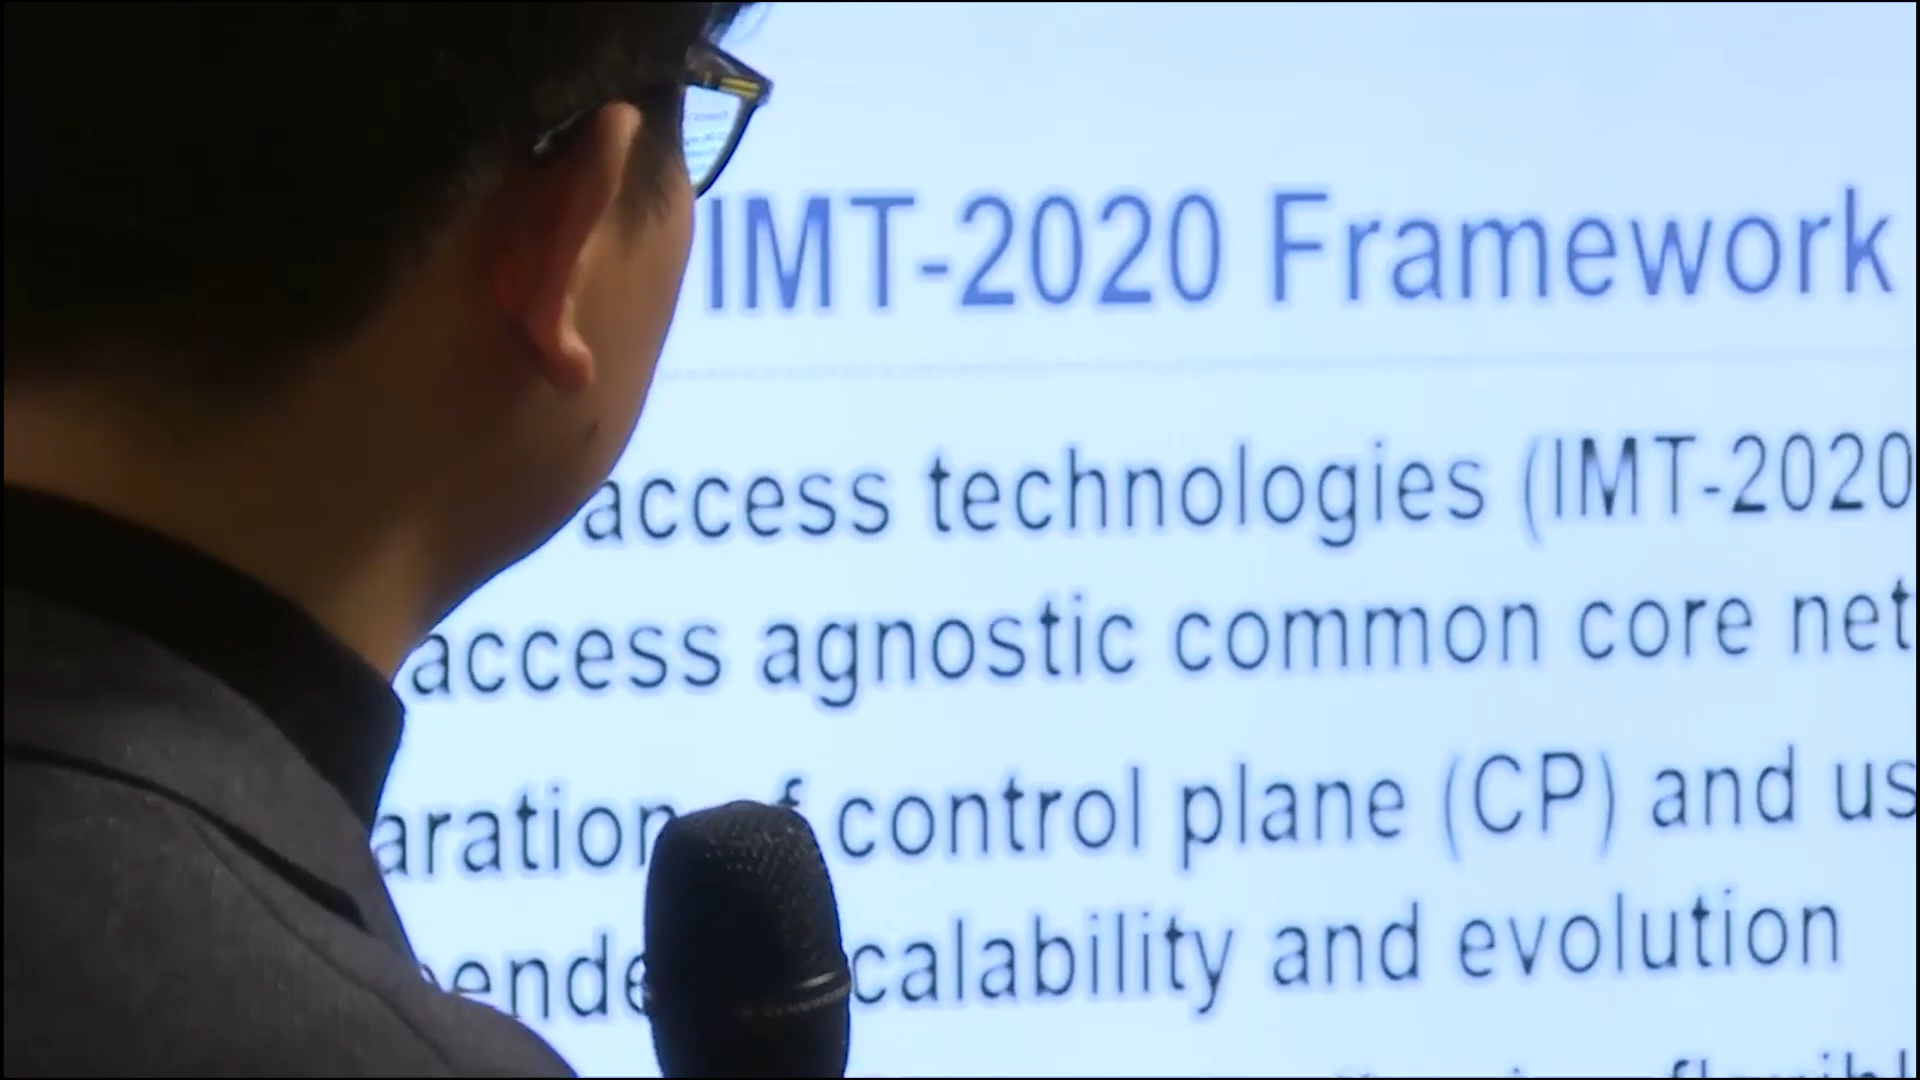 IMT-2020 Framework
access technologies (IMT-2020
access agnostic common core net
aration of control plane (CP) and us
calability and evolution